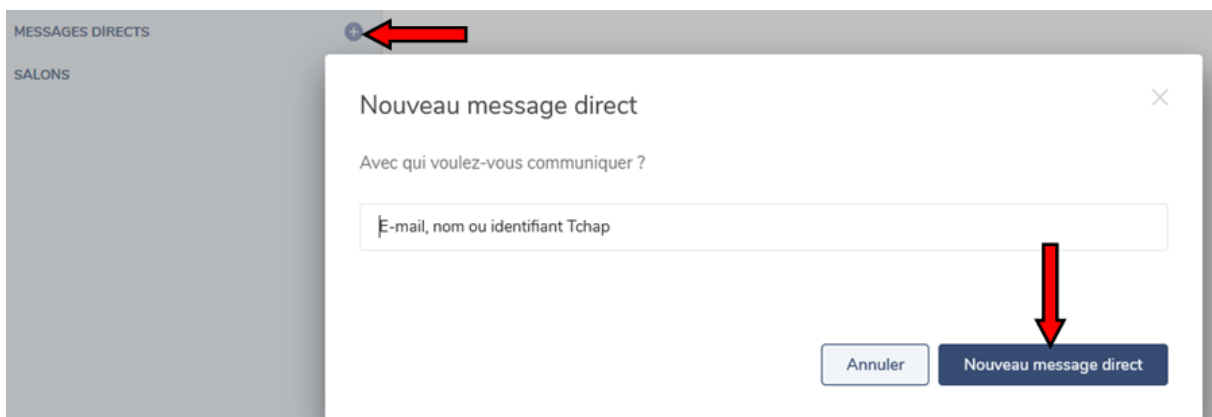 MESSAGES DIRECTS
SALONS
Nouveau message direct
Avec qui voulez-vous communiquer ?
E-mail, nom ou identifiant Tchap
Annuler
Nouveau message direct